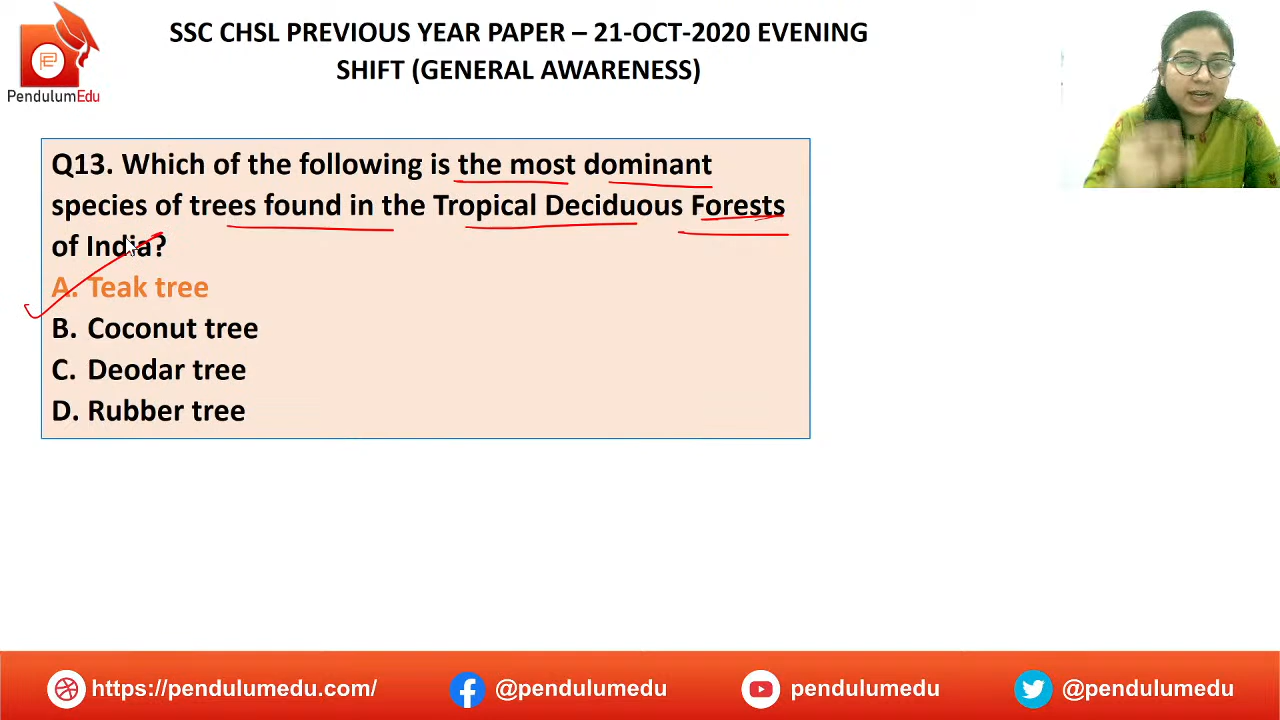 SSC CHSL PREVIOUS YEAR PAPER – 21-OCT-2020 EVENING
SHIFT (GENERAL AWARENESS)
PendulumEdu
Q13. Which of the following is the most dominant
species of trees found in the Tropical Deciduous Forests
of India?
A. Teak tree
B. Coconut tree
C. Deodar tree
D. Rubber tree
https://pendulumedu.com/
@pendulumedu
pendulumedu
@pendulumedu